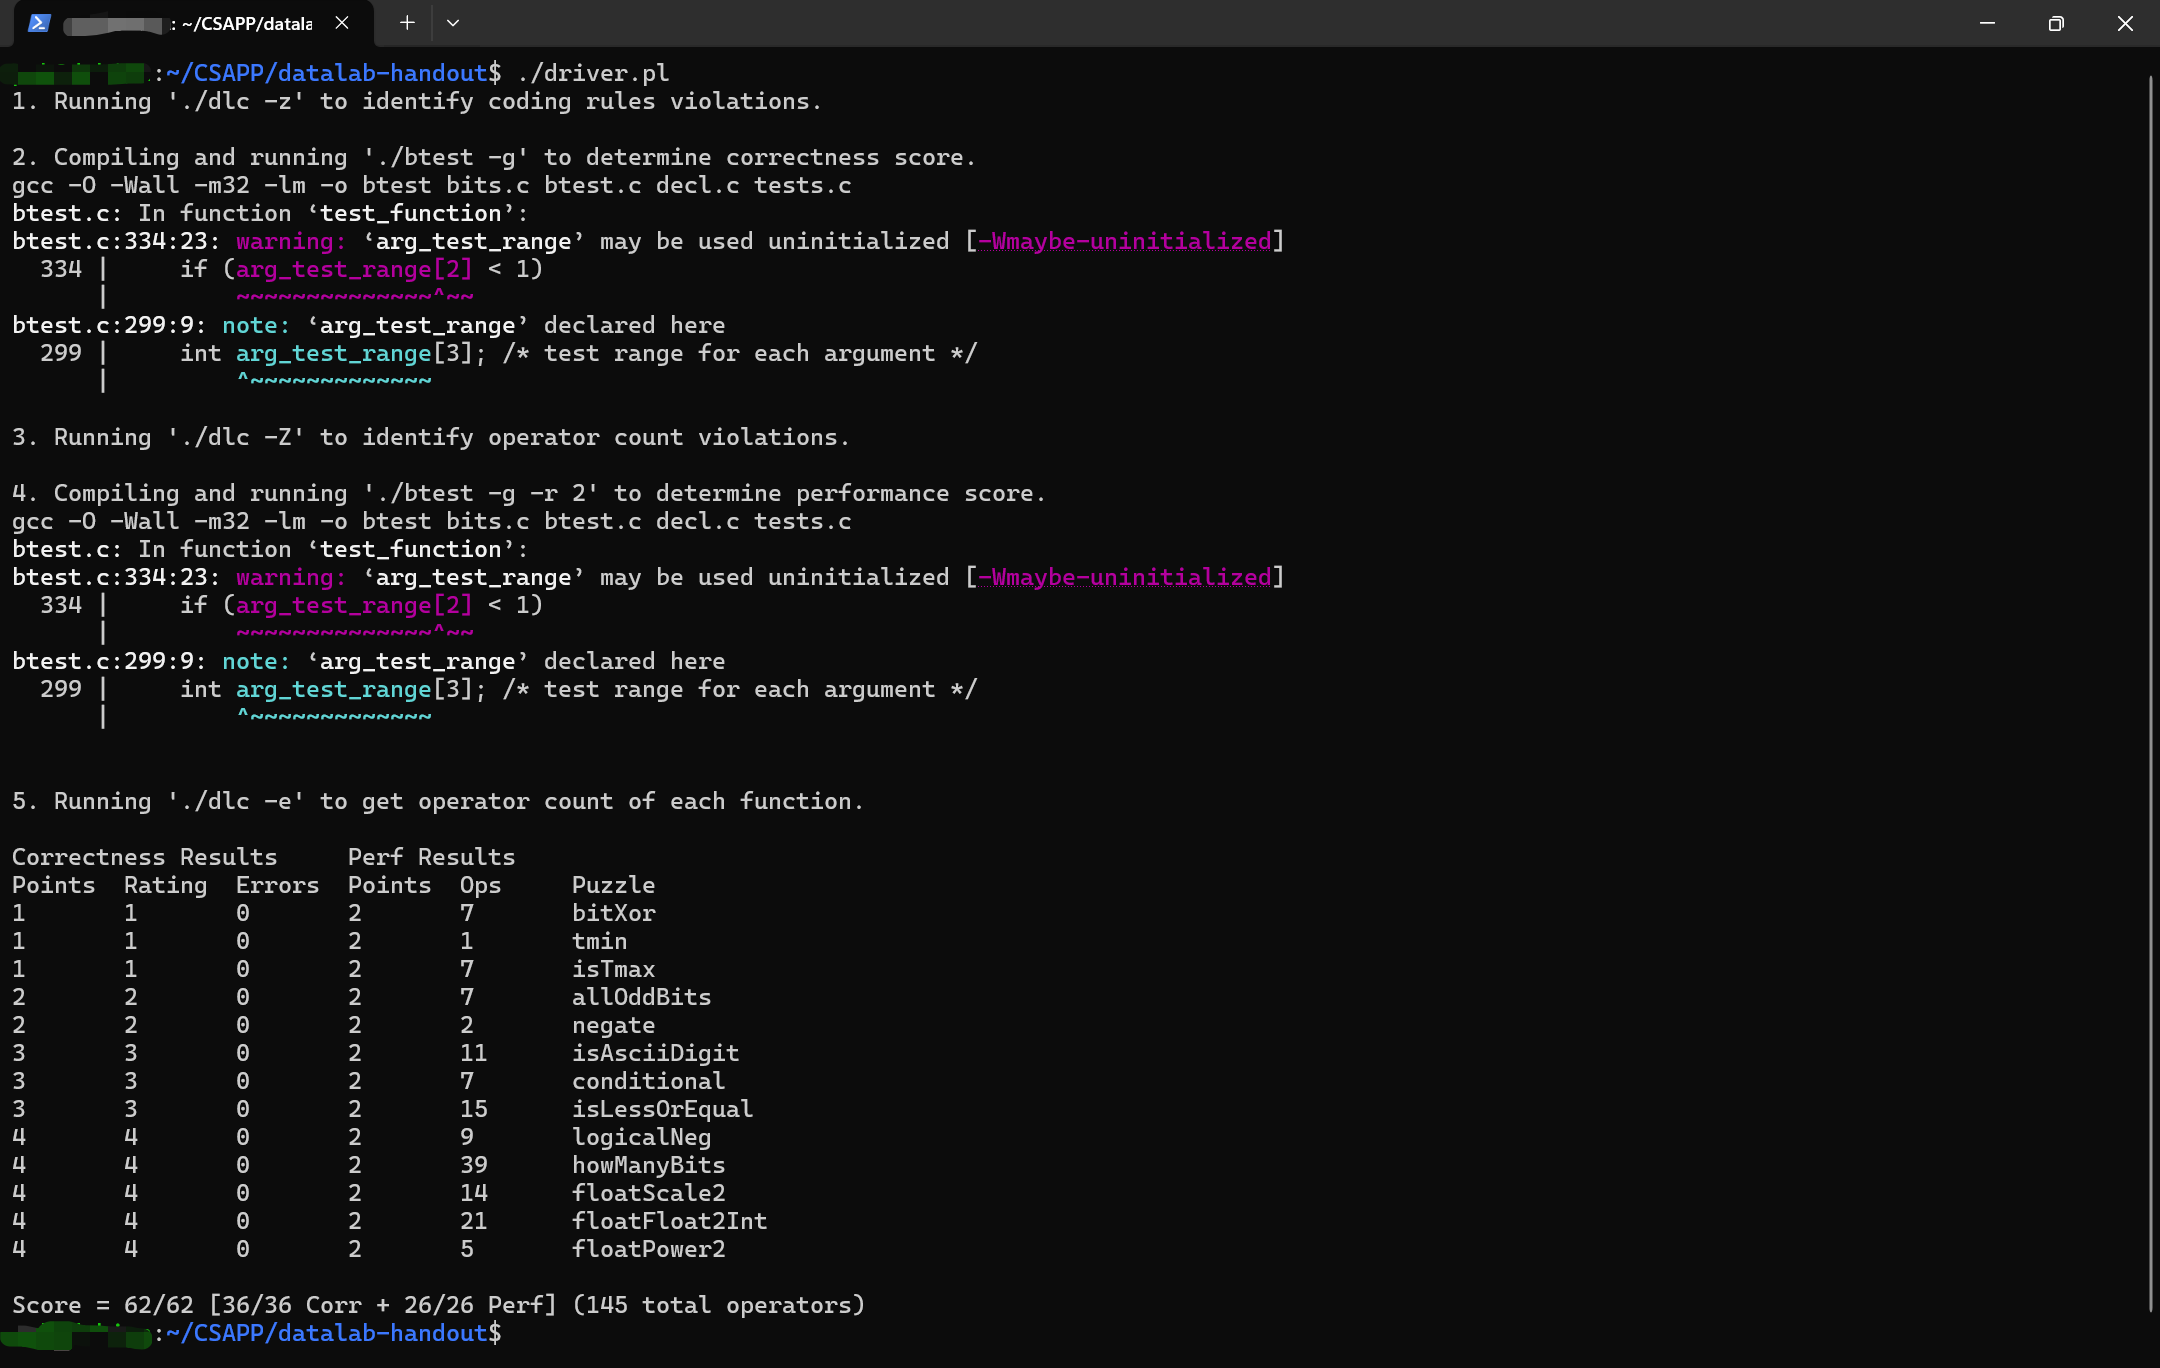 : ~/CSAPP/datala
:~/CSAPP/datalab-handout$ ./driver.pl
1. Running './dlc -z' to identify coding rules violations.
2. Compiling and running './btest -g' to determine correctness score.
gcc -O -Wall -m32 -lm -o btest bits.c btest.c decl.c tests.c
btest.c: In function ‘test_function’:
btest.c:334:23: warning: ‘arg_test_range’ may be used uninitialized [-Wmaybe-uninitialized]
334 |     if (arg_test_range[2] < 1)
|         ~~~~~~~~~~~~~~^~~
btest.c:299:9: note: ‘arg_test_range’ declared here
299 |     int arg_test_range[3]; /* test range for each argument */
|         ^~~~~~~~~~~~~~
3. Running './dlc -Z' to identify operator count violations.
4. Compiling and running './btest -g -r 2' to determine performance score.
gcc -O -Wall -m32 -lm -o btest bits.c btest.c decl.c tests.c
btest.c: In function ‘test_function’:
btest.c:334:23: warning: ‘arg_test_range’ may be used uninitialized [-Wmaybe-uninitialized]
334 |     if (arg_test_range[2] < 1)
|         ~~~~~~~~~~~~~~^~~
btest.c:299:9: note: ‘arg_test_range’ declared here
299 |     int arg_test_range[3]; /* test range for each argument */
|         ^~~~~~~~~~~~~~
5. Running './dlc -e' to get operator count of each function.
Correctness Results     Perf Results
Points  Rating  Errors  Points  Ops     Puzzle
1       1       0       2       7       bitXor
1       1       0       2       1       tmin
1       1       0       2       7       isTmax
2       2       0       2       7       allOddBits
2       2       0       2       2       negate
3       3       0       2       11      isAsciiDigit
3       3       0       2       7       conditional
3       3       0       2       15      isLessOrEqual
4       4       0       2       9       logicalNeg
4       4       0       2       39      howManyBits
4       4       0       2       14      floatScale2
4       4       0       2       21      floatFloat2Int
4       4       0       2       5       floatPower2
Score = 62/62 [36/36 Corr + 26/26 Perf] (145 total operators)
:~/CSAPP/datalab-handout$